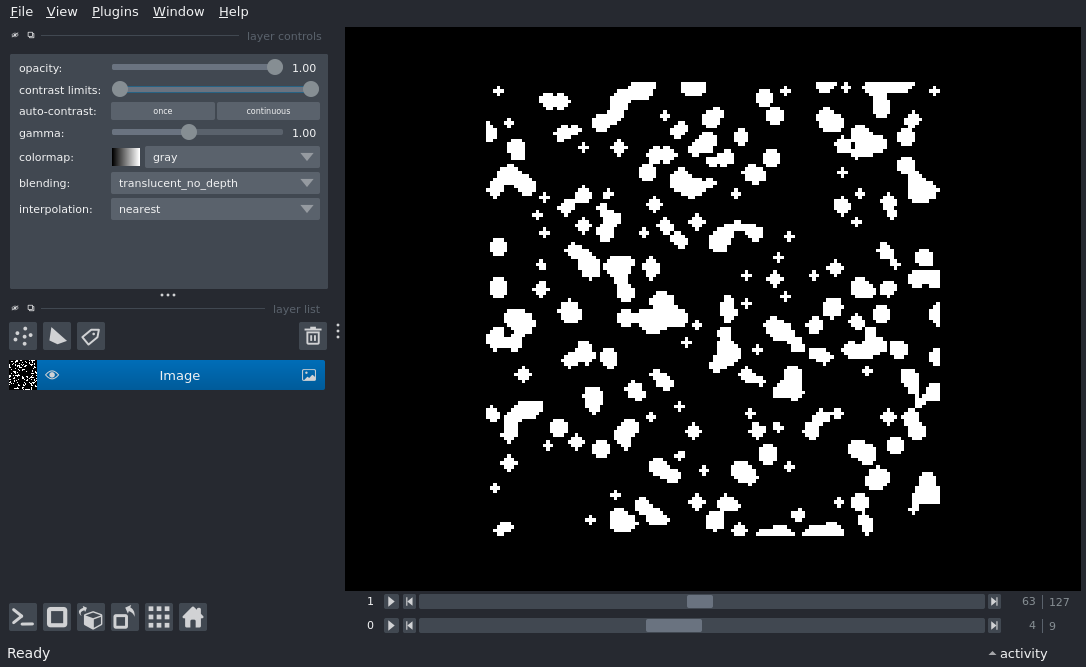 File View Plugins Window Help
layer controls
opacity: 1.00
contrast limits:
auto-contrast: once continuous
gamma: 1.00
colormap: gray
blending: translucent_no_depth
interpolation: nearest
layer list
Image
1 63 127
0 4 9
Ready activity